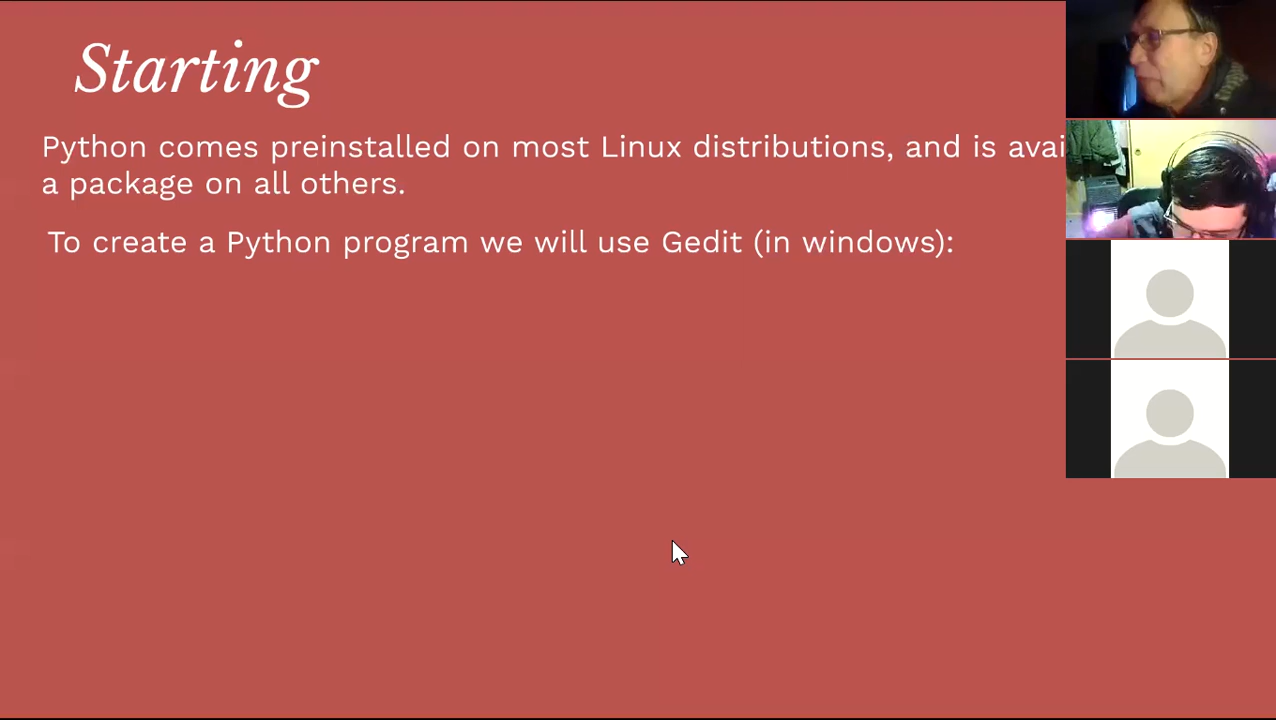 Starting
Python comes preinstalled on most Linux distributions, and is avai
a package on all others.
To create a Python program we will use Gedit (in windows):